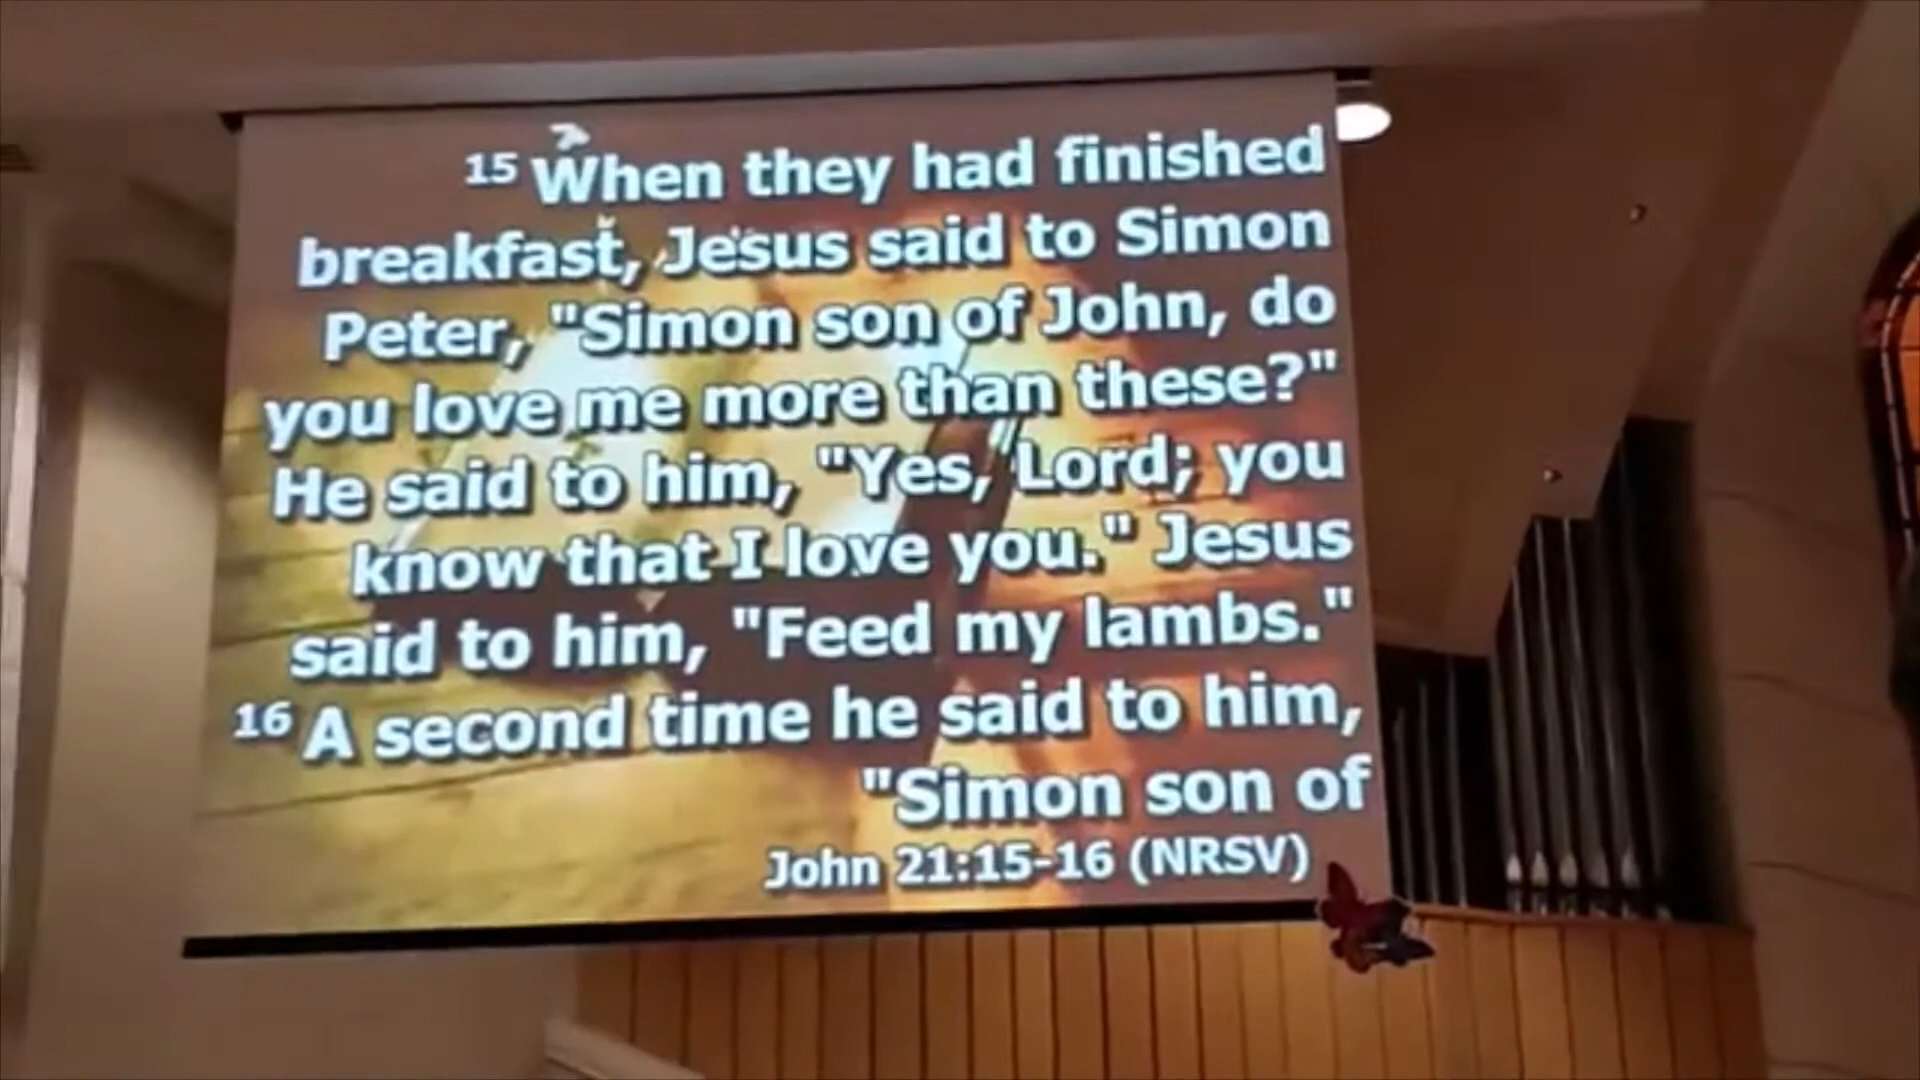 15 When they had finished
breakfast, Jesus said to Simon
Peter, "Simon son of John, do
you love me more than these?"
He said to him, "Yes, Lord; you
know that I love you." Jesus
said to him, "Feed my lambs."
16 A second time he said to him,
"Simon son of
John 21:15-16 (NRSV)